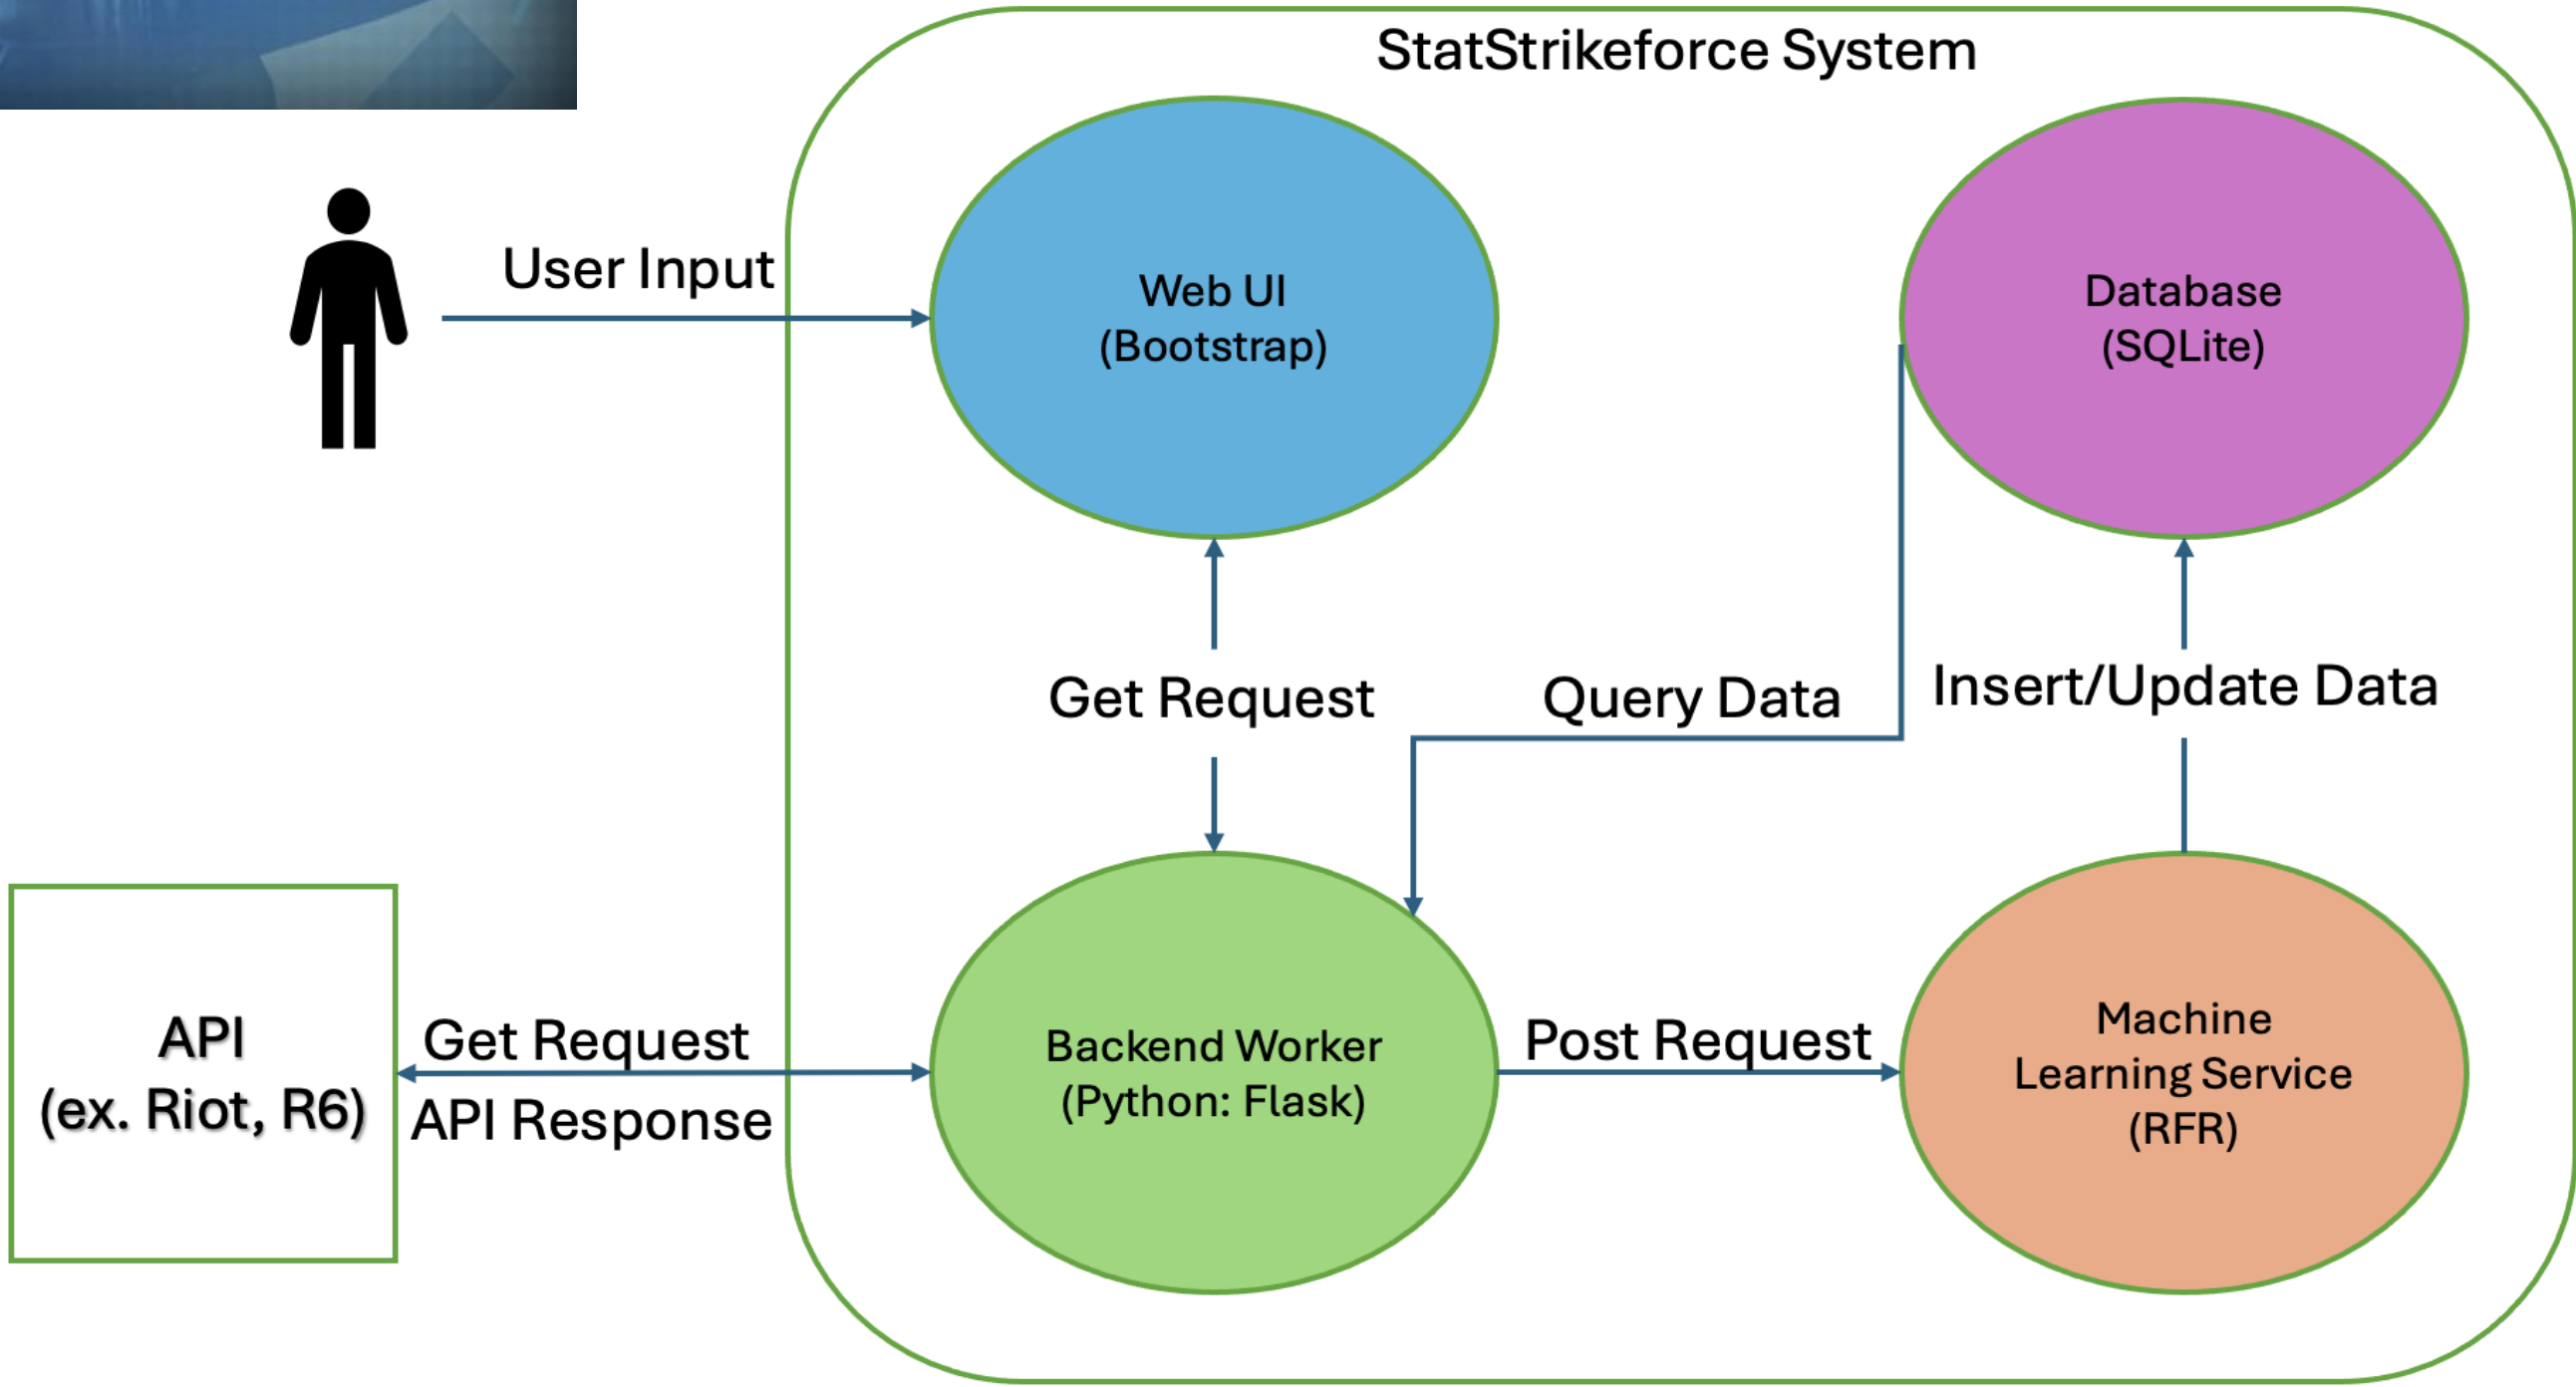 StatStrikeforce System
User Input
Web UI
(Bootstrap)
Database
(SQLite)
Get Request
Query Data
Insert/Update Data
API
(ex. Riot, R6)
Get Request
API Response
Backend Worker
(Python: Flask)
Post Request
Machine
Learning Service
(RFR)